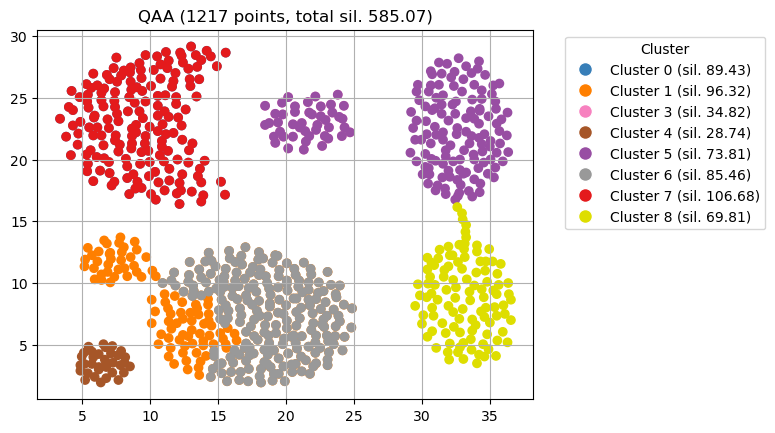 QAA (1217 points, total sil. 585.07)
30
25
20
15
10
5
5 10 15 20 25 30 35
Cluster
Cluster 0 (sil. 89.43)
Cluster 1 (sil. 96.32)
Cluster 3 (sil. 34.82)
Cluster 4 (sil. 28.74)
Cluster 5 (sil. 73.81)
Cluster 6 (sil. 85.46)
Cluster 7 (sil. 106.68)
Cluster 8 (sil. 69.81)